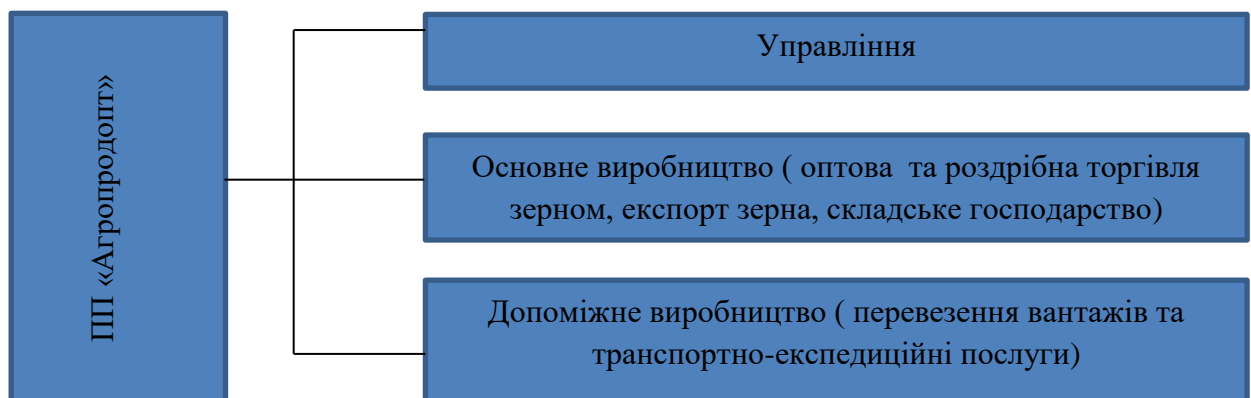 ПП «Агропродопт»
Управління
Основне виробництво ( оптова та роздрібна торгівля
зерном, експорт зерна, складське господарство)
Допоміжне виробництво ( перевезення вантажів та
транспортно-експедиційні послуги)